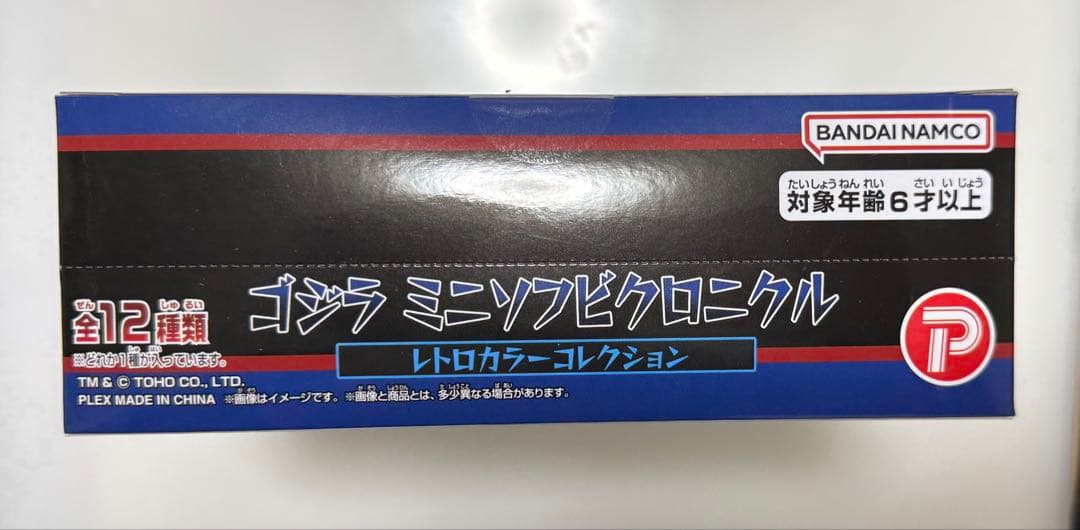 BANDAI NAMCO
たいしょうねんれい さいいじょう
対象年齢6才以上
ゴジラ ミニソフビクロニクル
レトロカラーコレクション
ぜん しゅるい
全12種類
※どれか1種が入っています。
TM & © TOHO CO., LTD.
PLEX MADE IN CHINA ※画像はイメージです。※画像と商品とは、多少異なる場合があります。
P